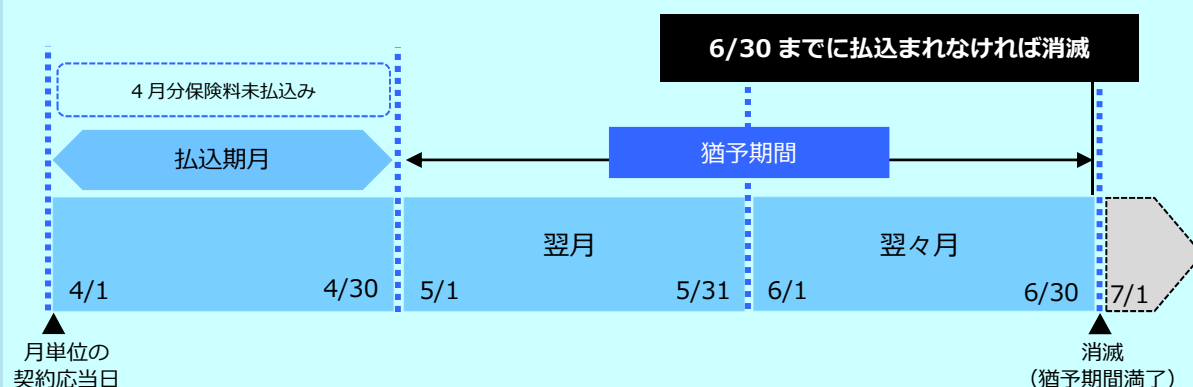 6/30 までに払込まれなければ消滅
4 月分保険料未払込み
払込期月
猶予期間
翌月
翌々月
4/1
4/30
5/1
5/31
6/1
6/30
7/1
月単位の
契約応当日
消滅
（猶予期間満了）